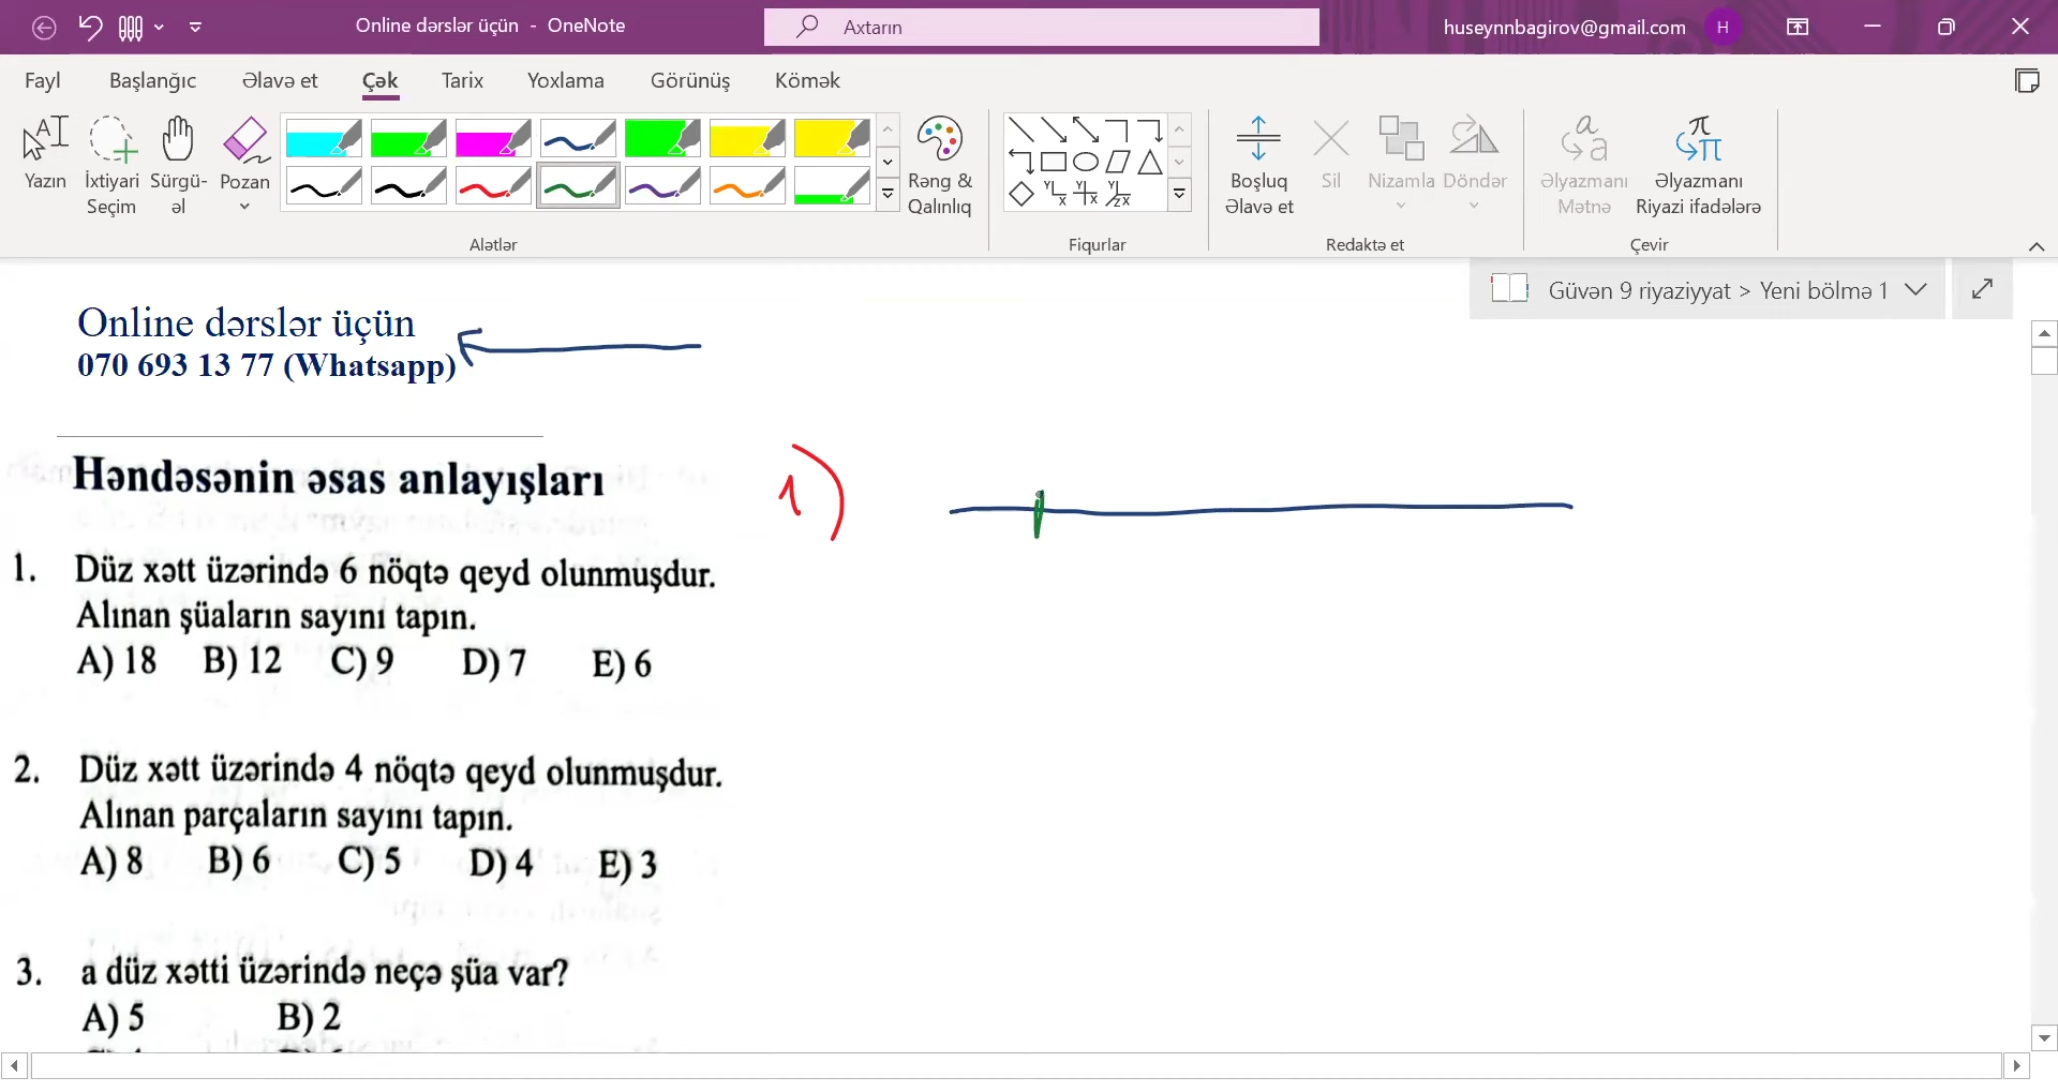 Online dərslər üçün - OneNote
Axtarın
huseynnbagirov@gmail.com
H
Fayl Başlanğıc Əlavə et Çək Tarix Yoxlama Görünüş Kömək
Yazın
İxtiyari Seçim
Sürgü-əl
Pozan
Rəng & Qalınlıq
Boşluq Əlavə et
Sil
Nizamla
Döndər
Əlyazmanı Mətnə
Əlyazmanı Riyazi ifadələrə
Alətlər
Fiqurlar
Redaktə et
Çevir
Güvən 9 riyaziyyat > Yeni bölmə 1
Online dərslər üçün
070 693 13 77 (Whatsapp)
Həndəsənin əsas anlayışları
1)
1. Düz xətt üzərində 6 nöqtə qeyd olunmuşdur.
Alınan şüaların sayını tapın.
A) 18 B) 12 C) 9 D) 7 E) 6
2. Düz xətt üzərində 4 nöqtə qeyd olunmuşdur.
Alınan parçaların sayını tapın.
A) 8 B) 6 C) 5 D) 4 E) 3
3. a düz xətti üzərində neçə şüa var?
A) 5 B) 2